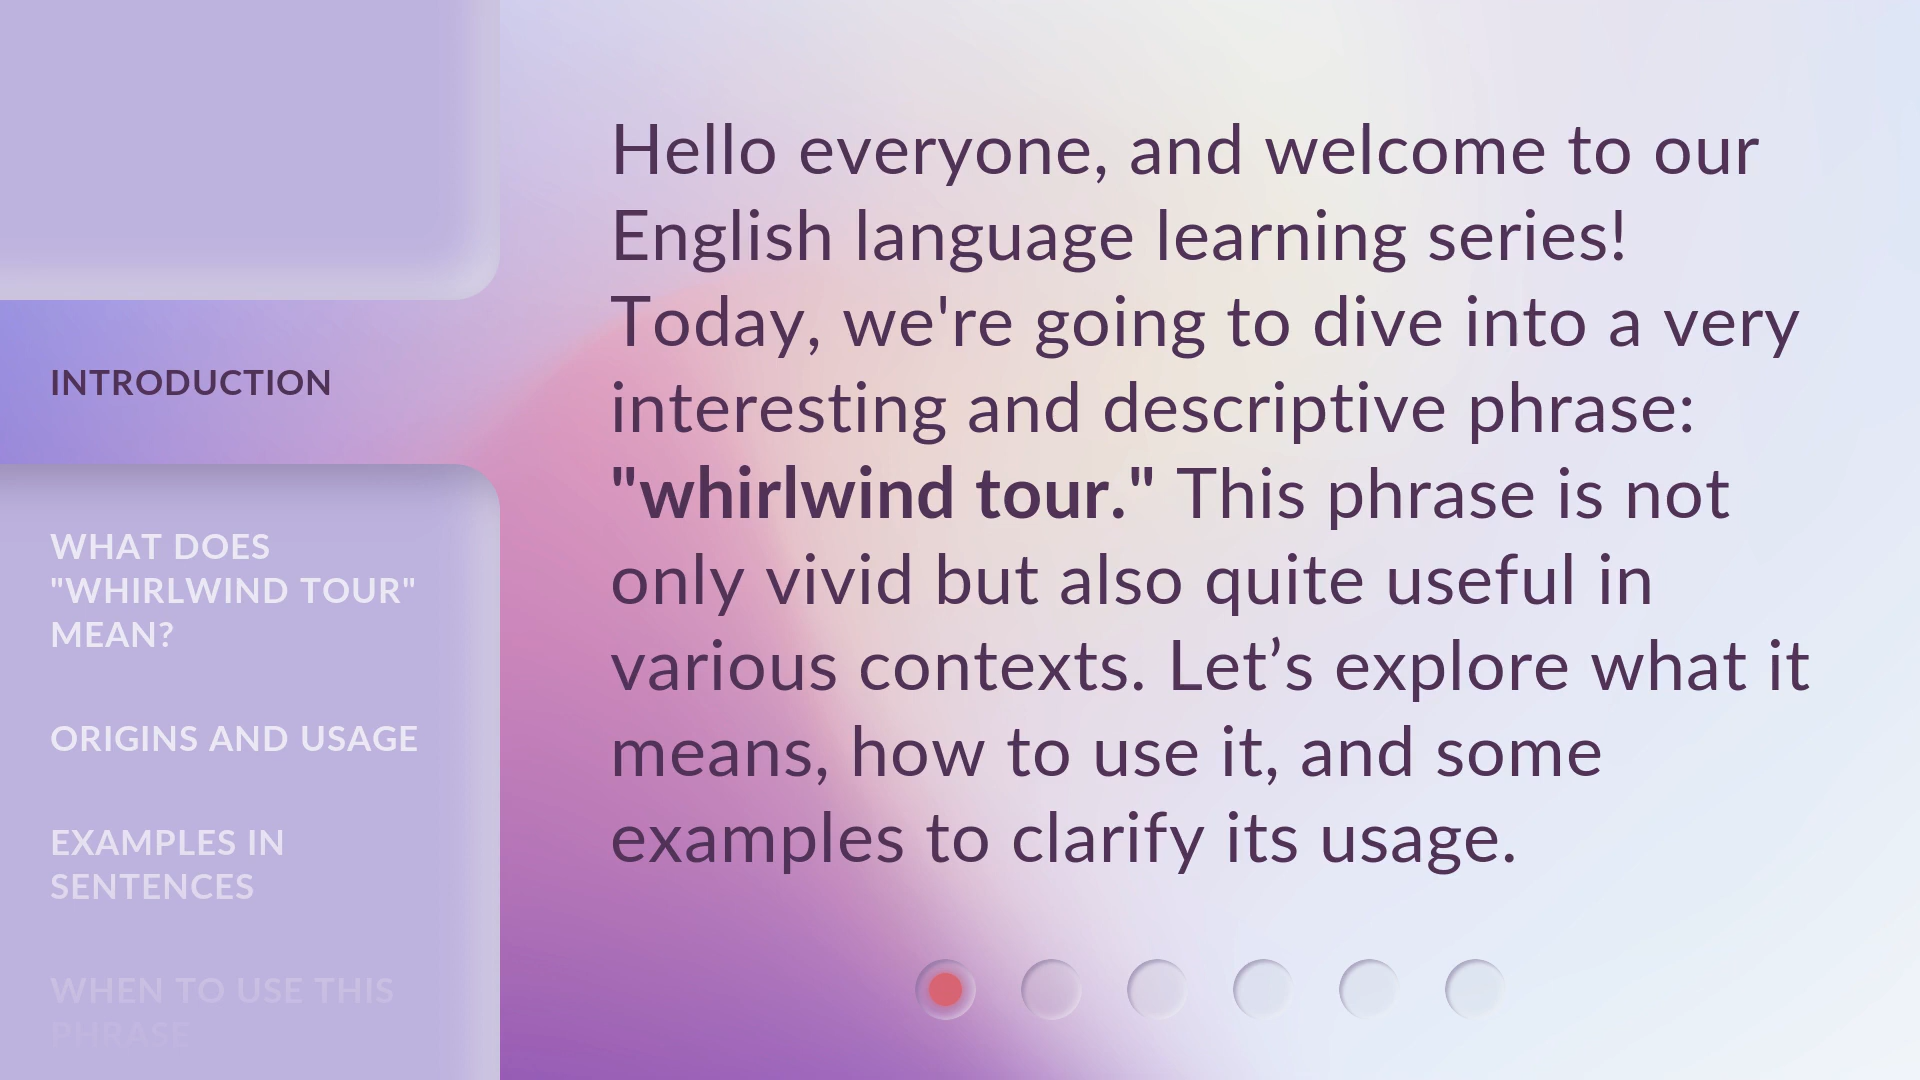 INTRODUCTION
WHAT DOES
"WHIRLWIND TOUR"
MEAN?
ORIGINS AND USAGE
EXAMPLES IN
SENTENCES
WHEN TO USE THIS
PHRASE
Hello everyone, and welcome to our
English language learning series!
Today, we're going to dive into a very
interesting and descriptive phrase:
"whirlwind tour." This phrase is not
only vivid but also quite useful in
various contexts. Let’s explore what it
means, how to use it, and some
examples to clarify its usage.